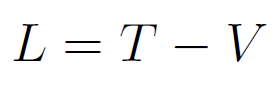 L = T − V